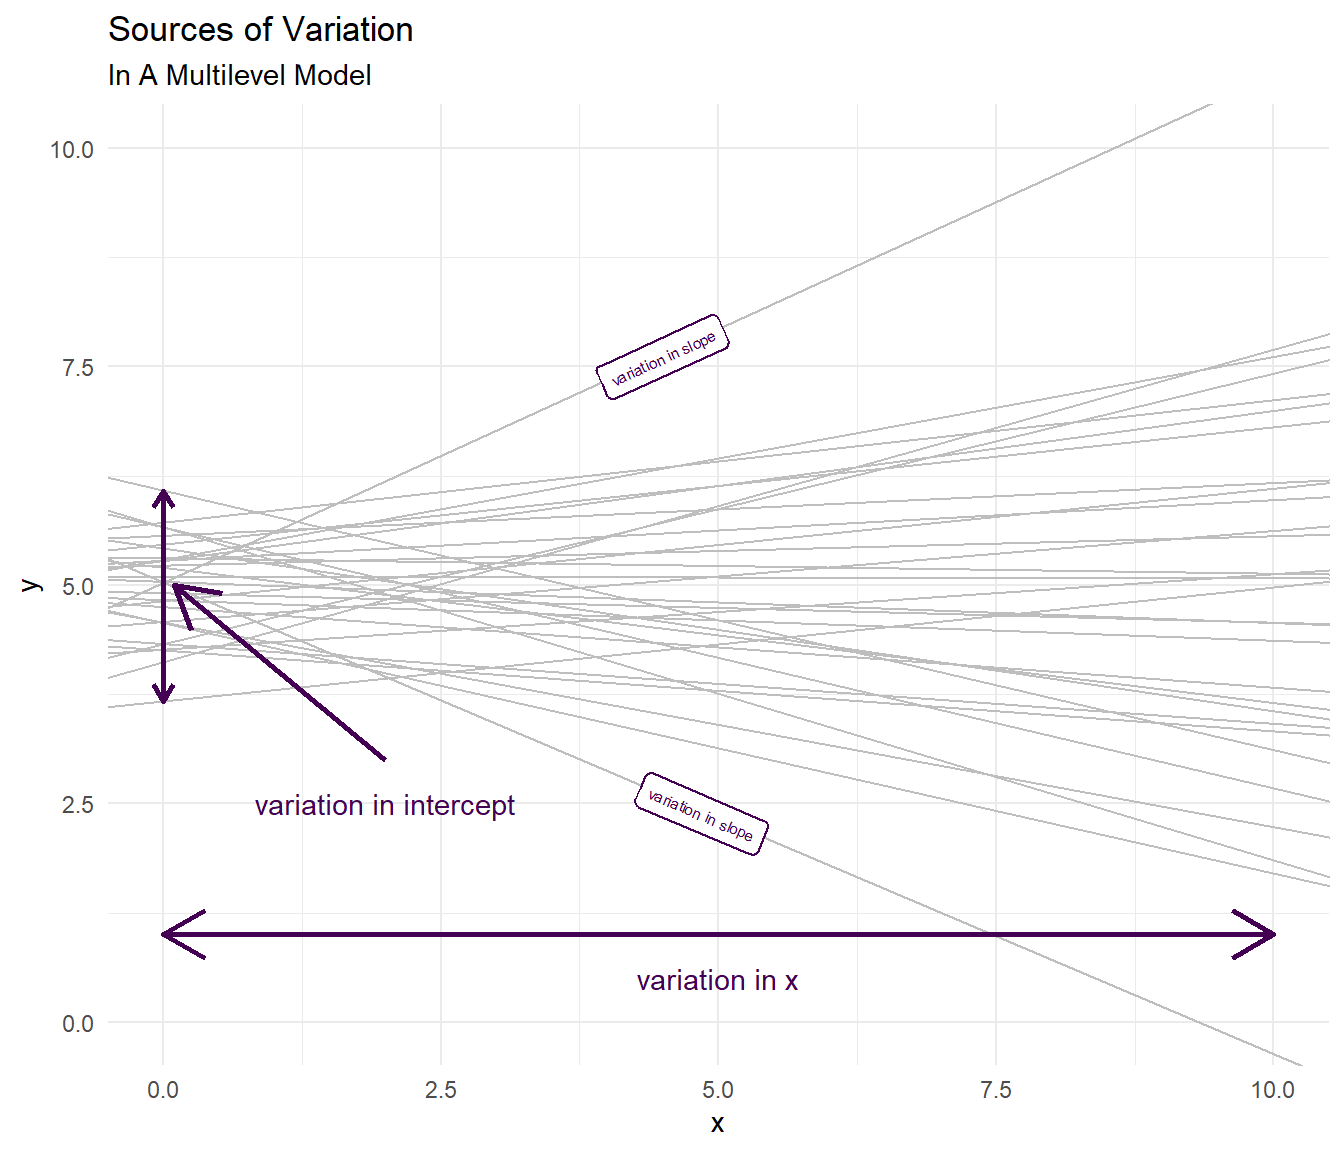 Sources of Variation
In A Multilevel Model
10.0
7.5
5.0
2.5
0.0
y
variation in slope
variation in slope
variation in intercept
variation in x
0.0 2.5 5.0 7.5 10.0
x